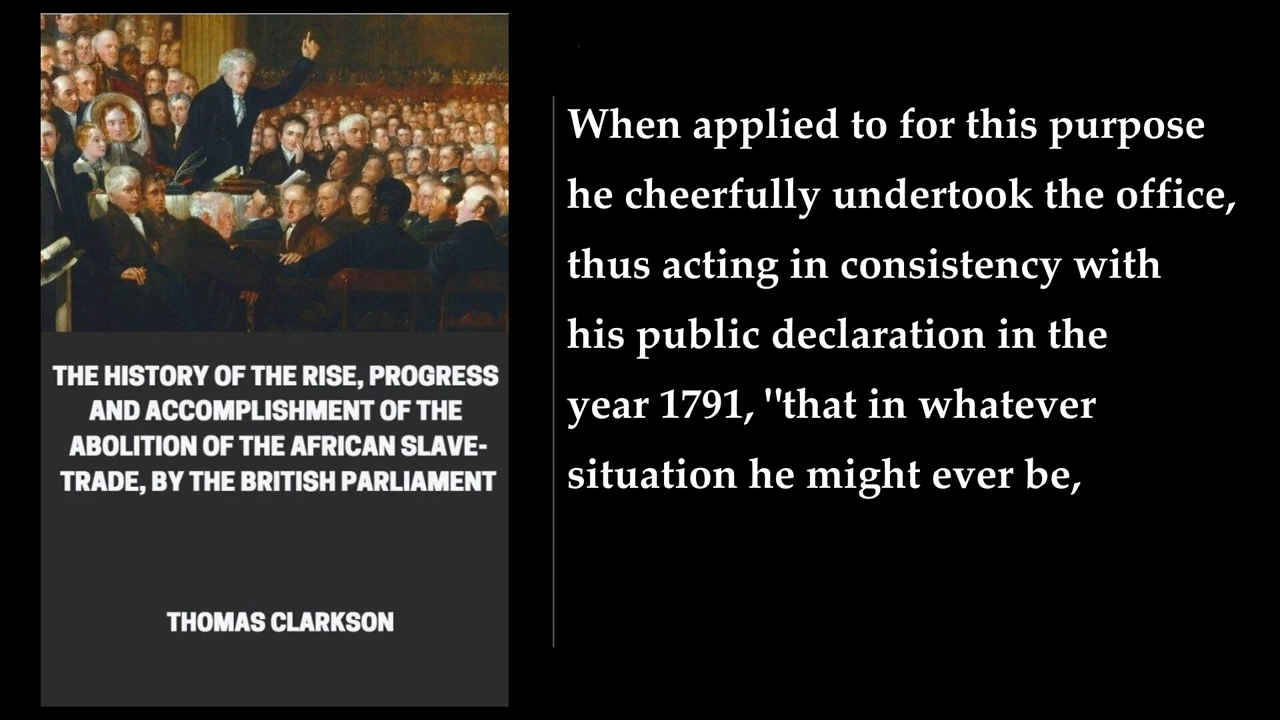 THE HISTORY OF THE RISE, PROGRESS
AND ACCOMPLISHMENT OF THE
ABOLITION OF THE AFRICAN SLAVE-
TRADE, BY THE BRITISH PARLIAMENT
THOMAS CLARKSON
When applied to for this purpose
he cheerfully undertook the office,
thus acting in consistency with
his public declaration in the
year 1791, "that in whatever
situation he might ever be,